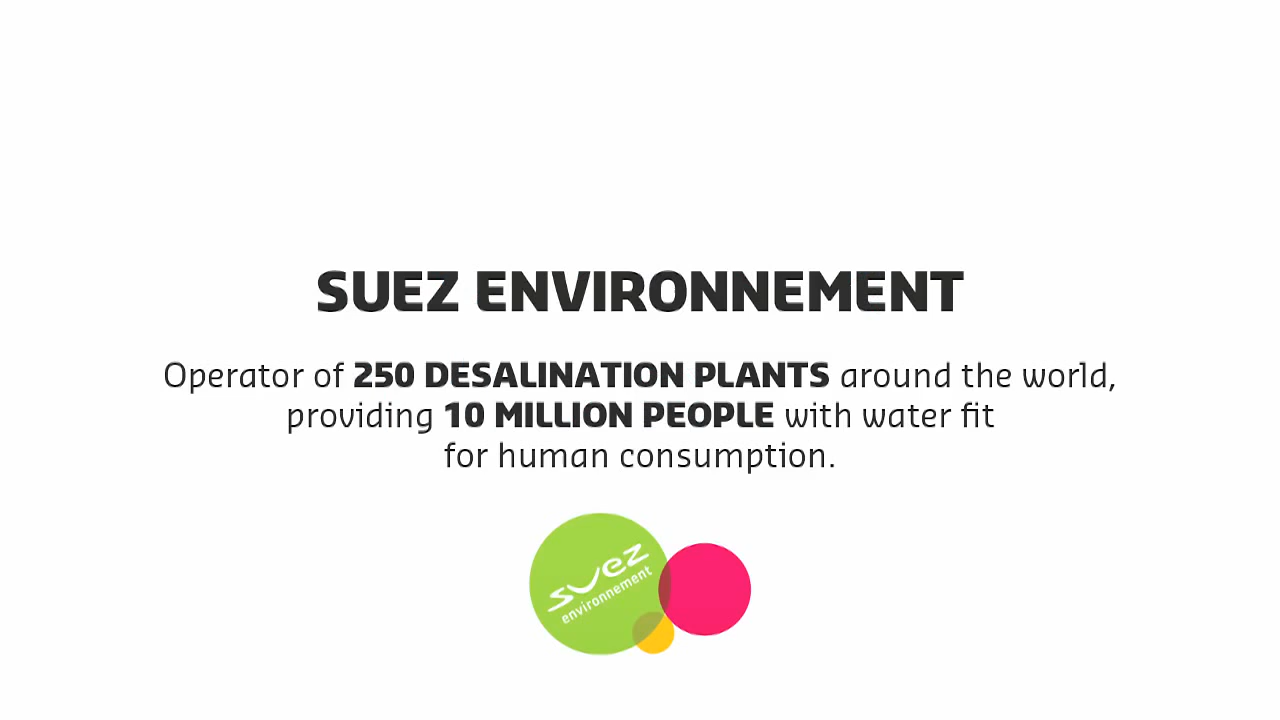 SUEZ ENVIRONNEMENT
Operator of 250 DESALINATION PLANTS around the world,
providing 10 MILLION PEOPLE with water fit
for human consumption.
suez
environnement